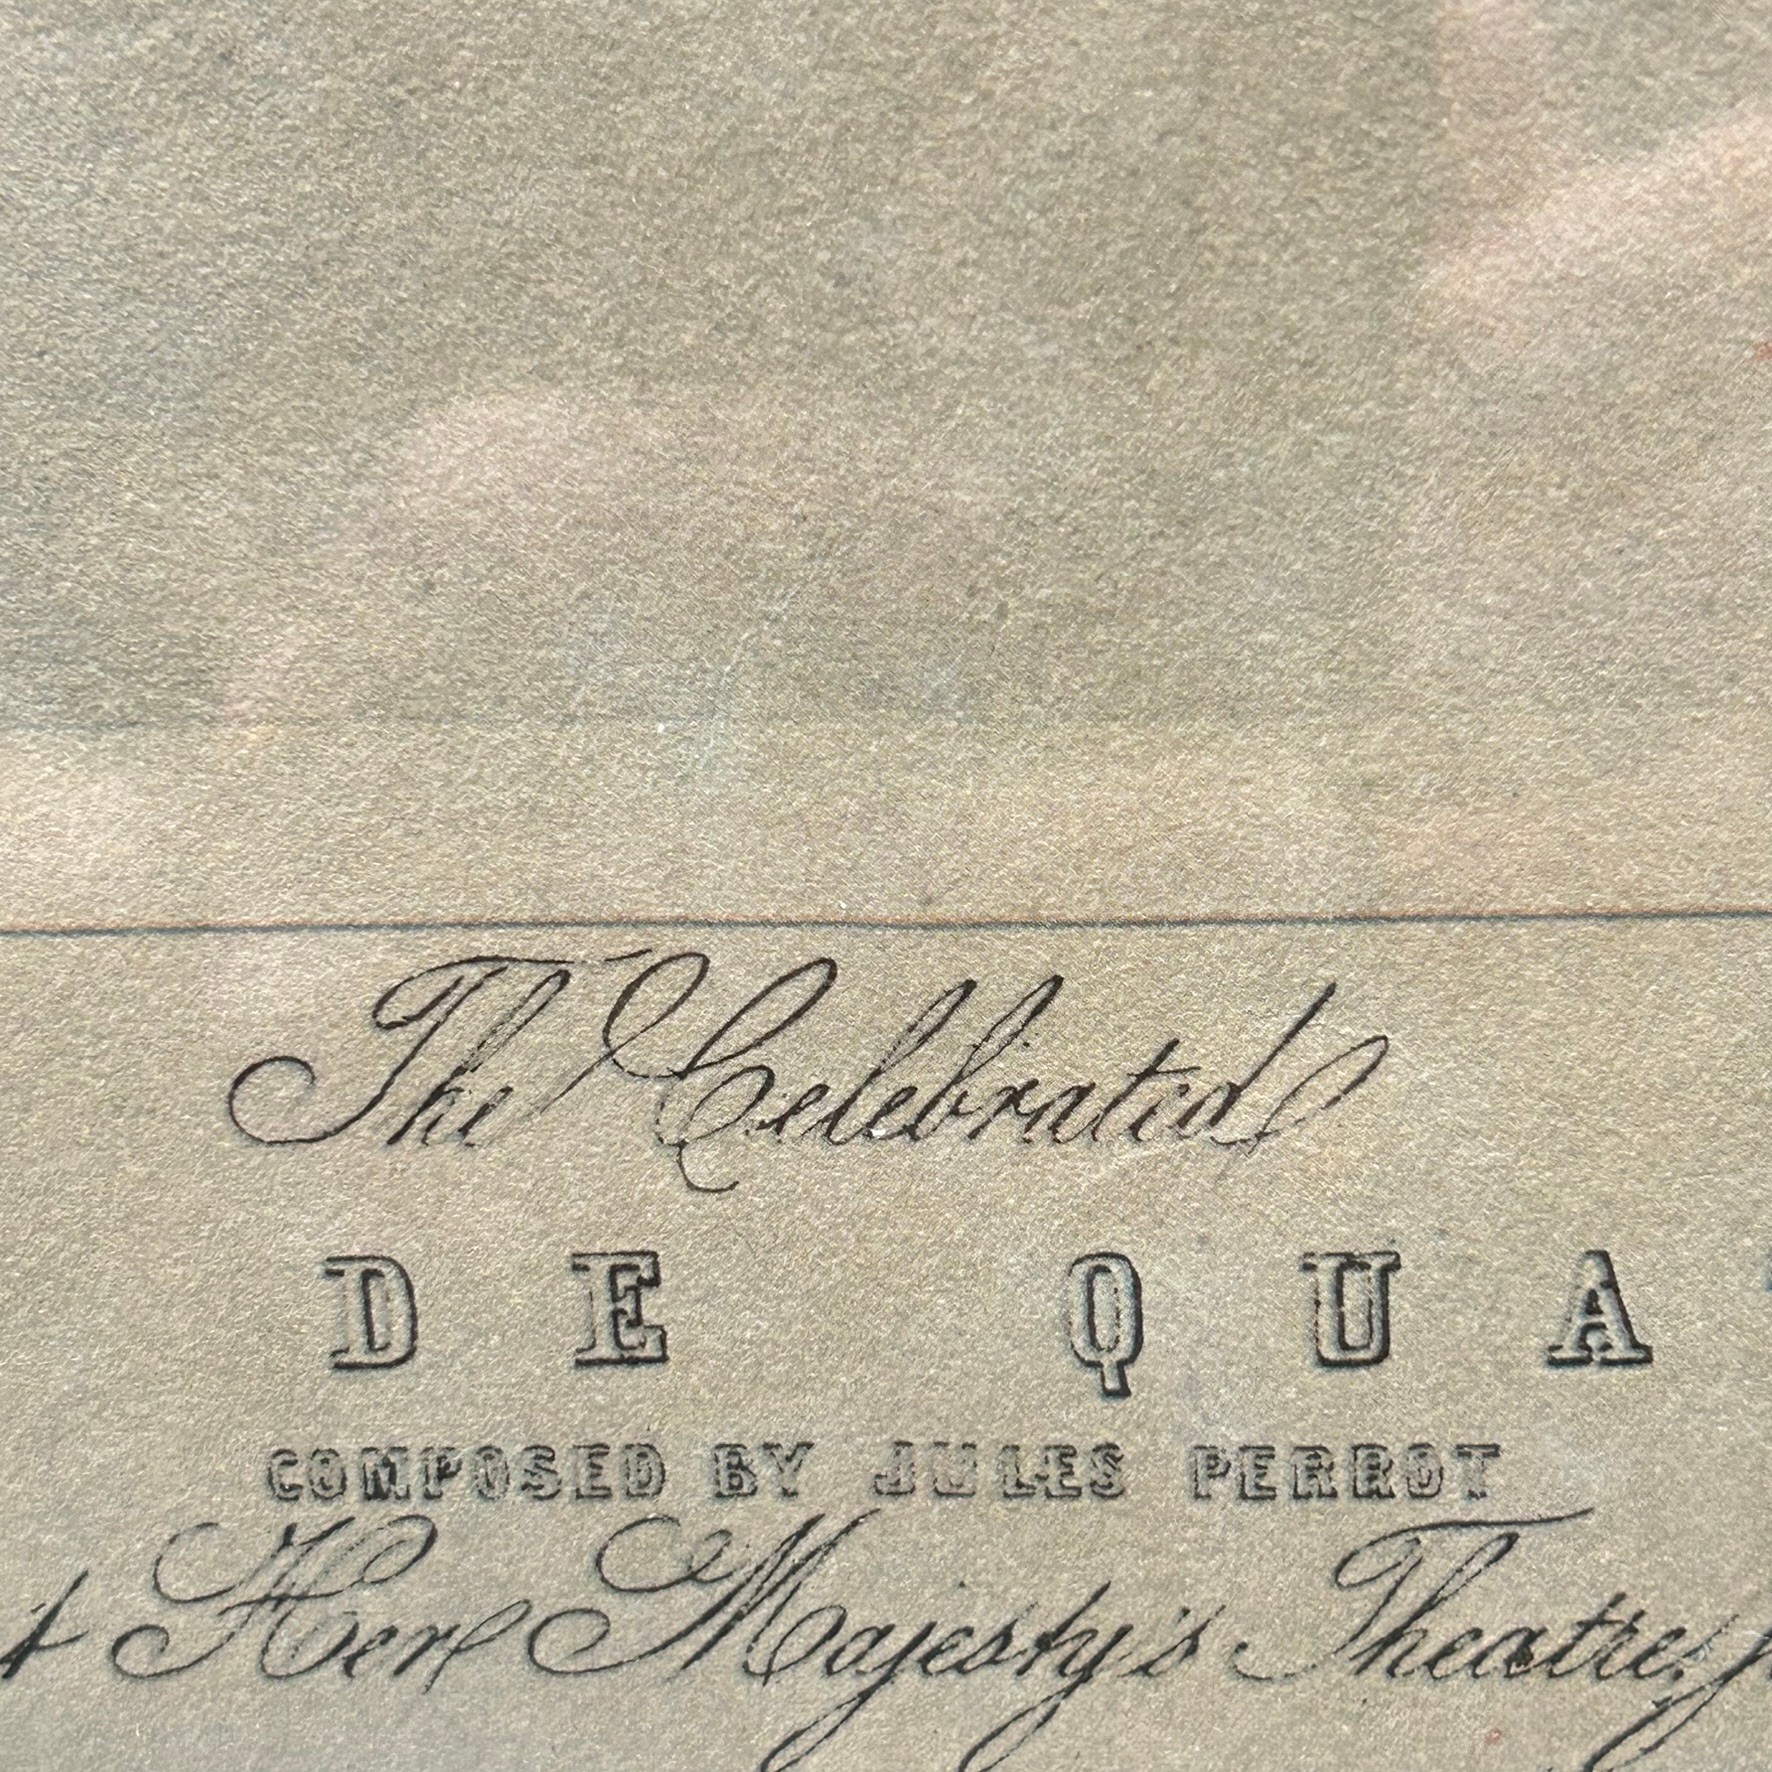 The Celebrated
DE QUA
COMPOSED BY JULES PERROT
Her Majesty's Theatre,